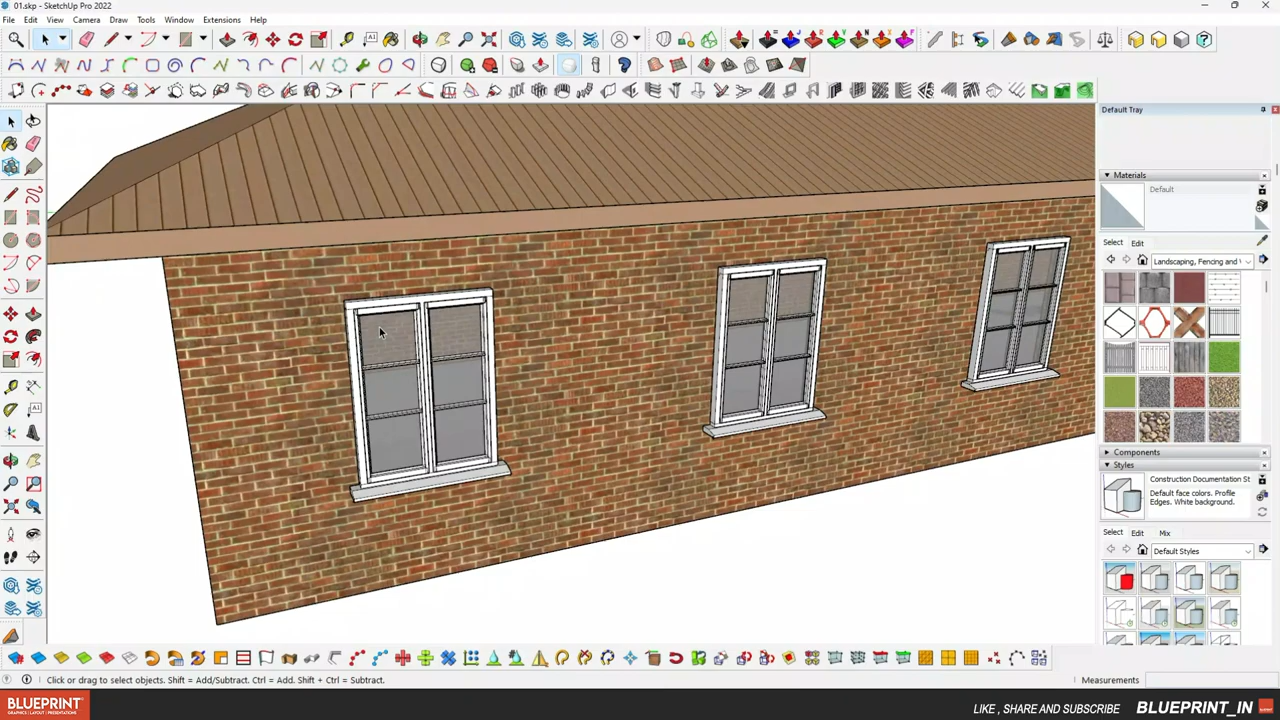 01.skp - SketchUp Pro 2022
File Edit View Camera Draw Tools Window Extensions Help
Default Tray
Materials
Default
Select Edit
Landscaping, Fencing and
Components
Styles
Construction Documentation St
Default face colors. Profile
Edges. White background.
Select Edit Mix
Default Styles
Click or drag to select objects. Shift = Add/Subtract. Ctrl = Add. Shift + Ctrl = Subtract.
Measurements
BLUEPRINT
GRAPHICS | LAYOUT | PRESENTATIONS
LIKE , SHARE AND SUBSCRIBE BLUEPRINT_IN